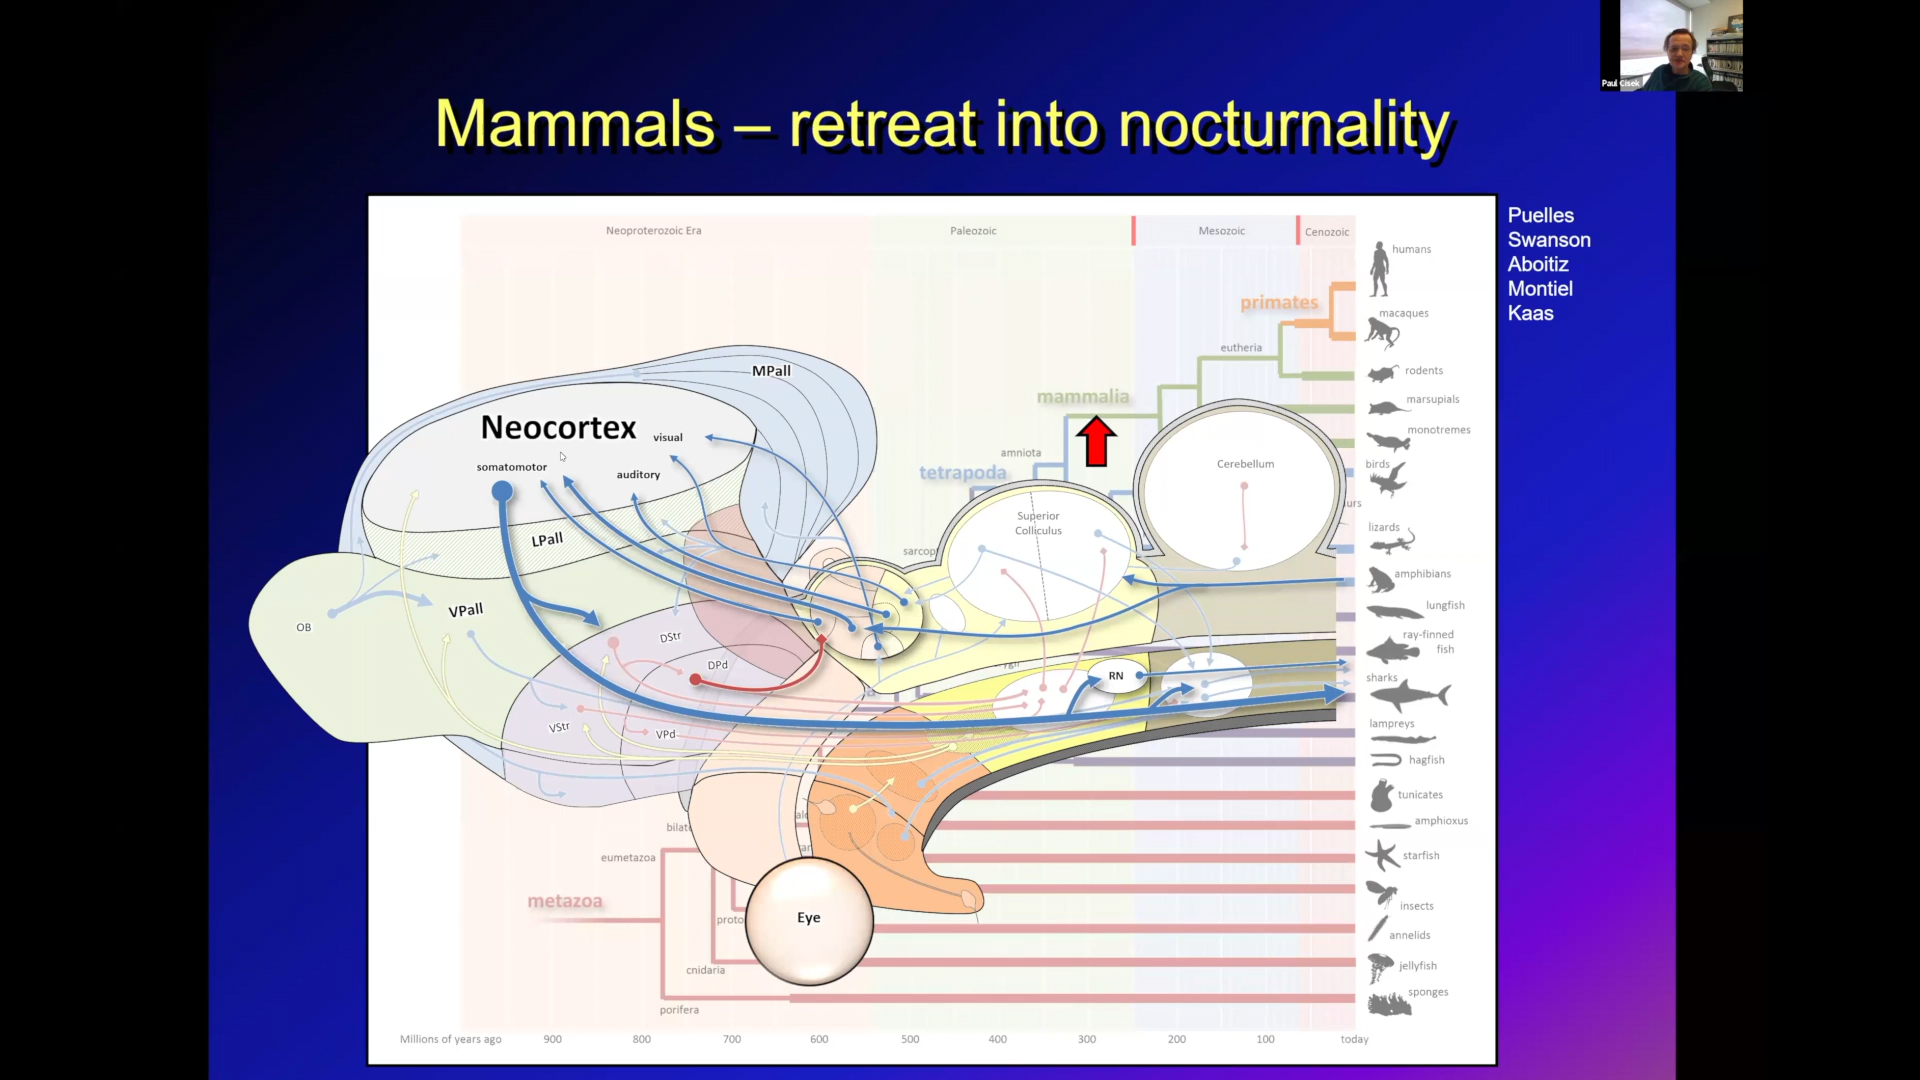 Paul Cisek
Mammals – retreat into nocturnality
Puelles
Swanson
Aboitiz
Montiel
Kaas
Neoproterozoic Era
Paleozoic
Mesozoic
Cenozoic
humans
primates
macaques
eutheria
rodents
mammalia
marsupials
monotremes
amniota
tetrapoda
birds
urs
lizards
sarcop
amphibians
lungfish
ray-finned
fish
sharks
lampreys
hagfish
tunicates
amphioxus
starfish
insects
annelids
jellyfish
sponges
MPall
Neocortex
visual
somatomotor
auditory
LPall
VPall
OB
DStr
DPd
VStr
VPd
Superior
Colliculus
Cerebellum
RN
Eye
bilat
eumetazoa
metazoa
proto
cnidaria
porifera
Millions of years ago 900 800 700 600 500 400 300 200 100 today